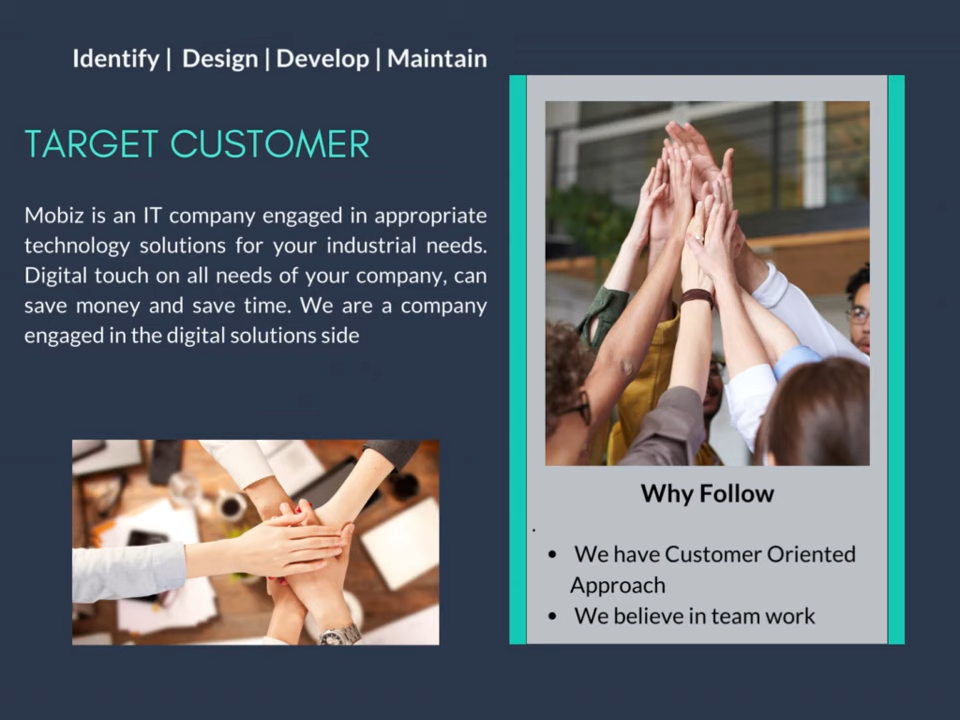 Identify | Design | Develop | Maintain
TARGET CUSTOMER
Mobiz is an IT company engaged in appropriate
technology solutions for your industrial needs.
Digital touch on all needs of your company, can
save money and save time. We are a company
engaged in the digital solutions side
Why Follow
.
• We have Customer Oriented
Approach
• We believe in team work